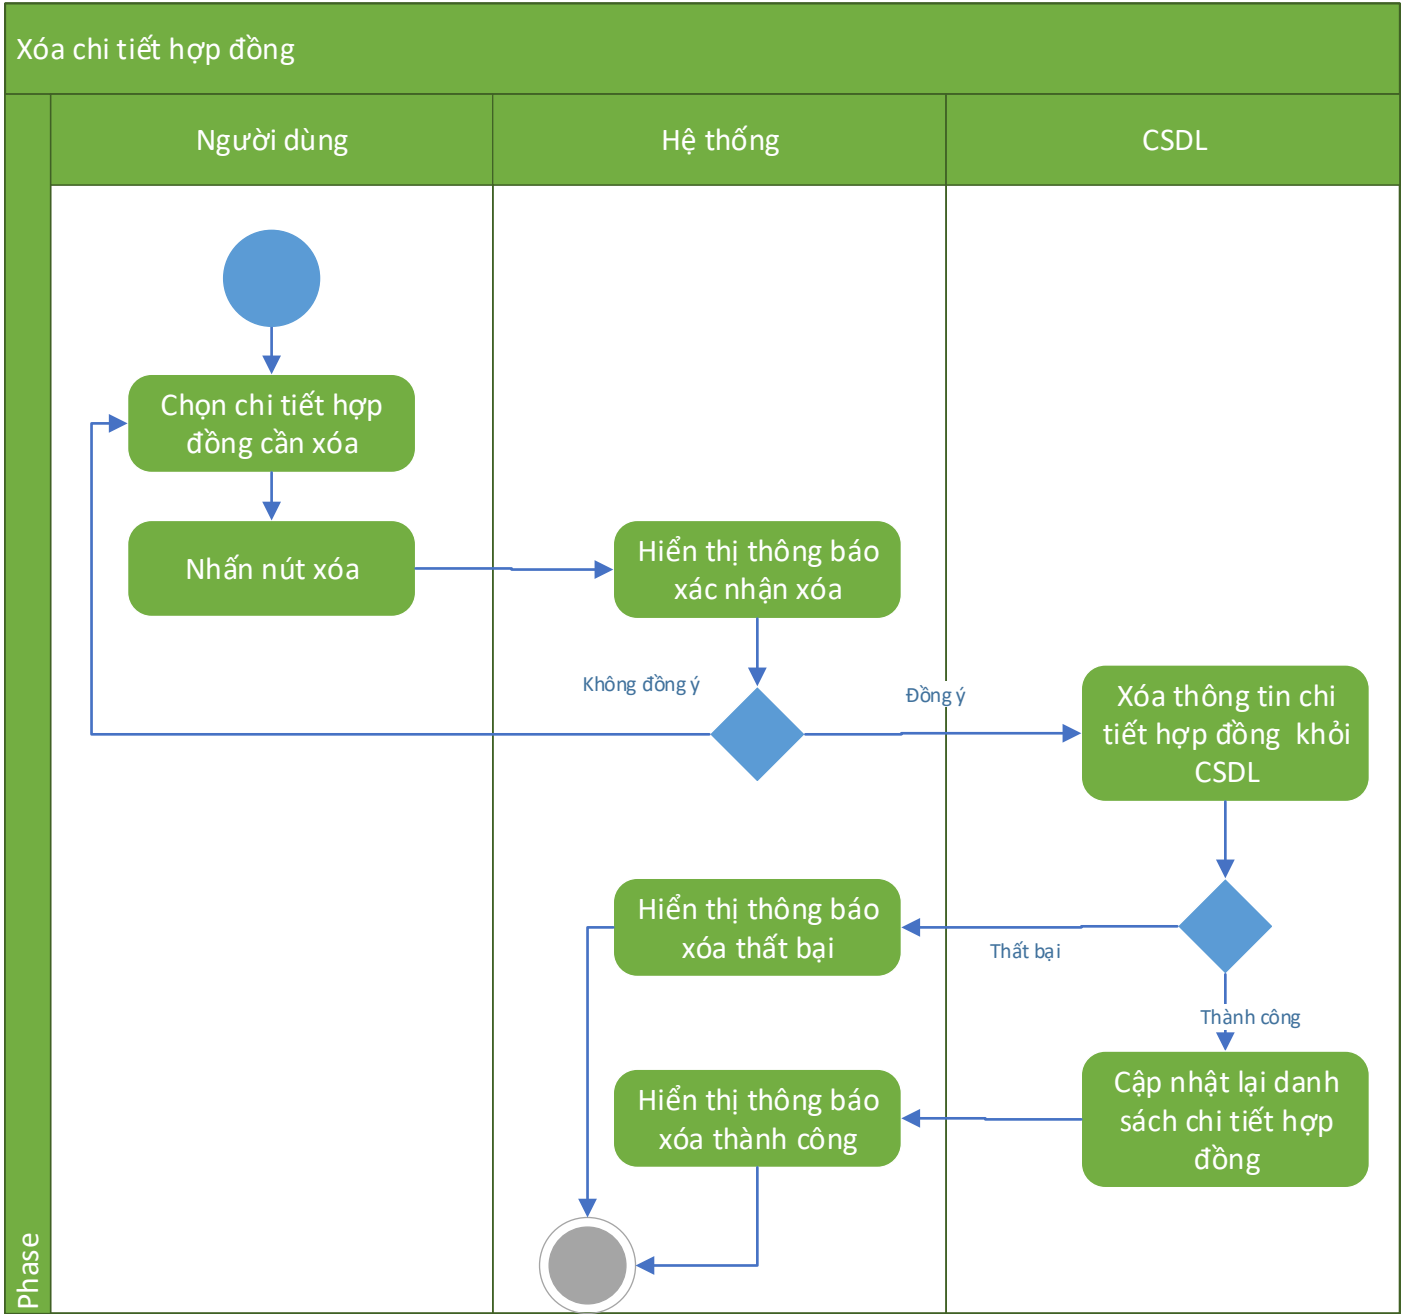 Xóa chi tiết hợp đồng
Người dùng
Hệ thống
CSDL
Chọn chi tiết hợp
đồng cần xóa
Nhấn nút xóa
Hiển thị thông báo
xác nhận xóa
Không đồng ý
Đồng ý
Xóa thông tin chi
tiết hợp đồng khỏi
CSDL
Hiển thị thông báo
xóa thất bại
Thất bại
Thành công
Hiển thị thông báo
xóa thành công
Cập nhật lại danh
sách chi tiết hợp
đồng
Phase